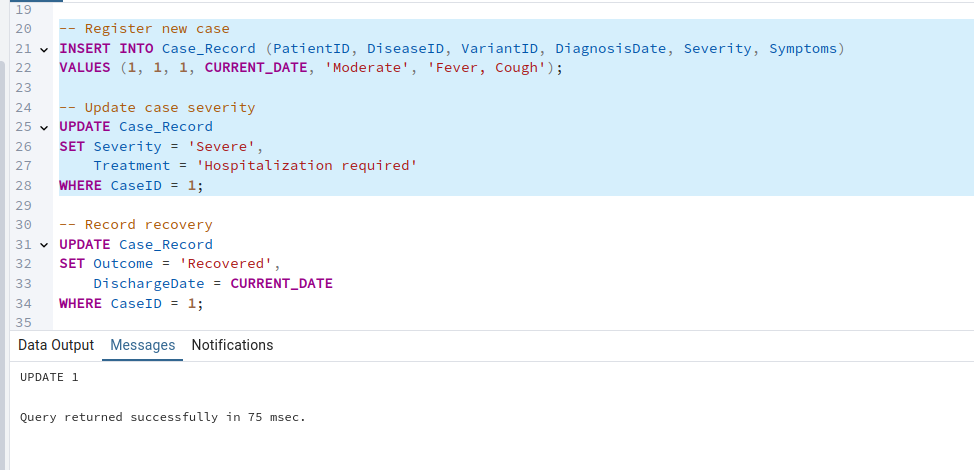 19
20 -- Register new case
21 INSERT INTO Case_Record (PatientID, DiseaseID, VariantID, DiagnosisDate, Severity, Symptoms)
22 VALUES (1, 1, 1, CURRENT_DATE, 'Moderate', 'Fever, Cough');
23
24 -- Update case severity
25 UPDATE Case_Record
26 SET Severity = 'Severe',
27     Treatment = 'Hospitalization required'
28 WHERE CaseID = 1;
29
30 -- Record recovery
31 UPDATE Case_Record
32 SET Outcome = 'Recovered',
33     DischargeDate = CURRENT_DATE
34 WHERE CaseID = 1;
35
Data Output Messages Notifications
UPDATE 1
Query returned successfully in 75 msec.